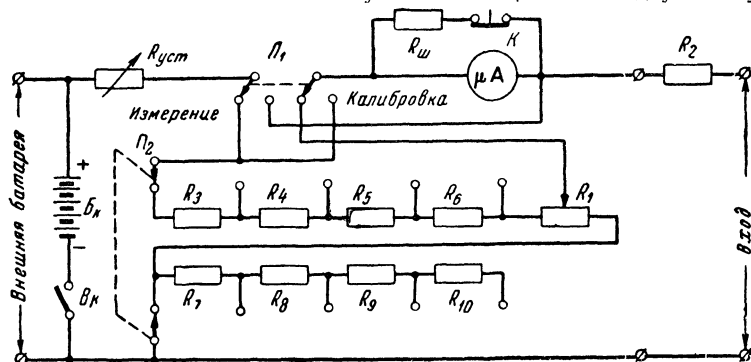 Rуст
П₁
Rш
К
μA
R₂
Измерение
Калибровка
П₂
Внешняя батарея
+
Бк
−
Вк
R₃
R₄
R₅
R₆
R₁
R₇
R₈
R₉
R₁₀
Вход